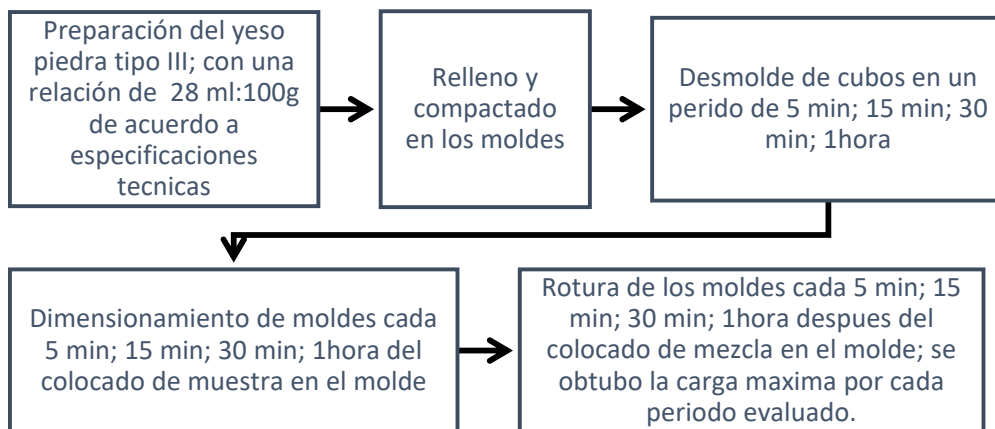 Preparación del yeso
piedra tipo III; con una
relación de 28 ml:100g
de acuerdo a
especificaciones
tecnicas
Relleno y
compactado
en los moldes
Desmolde de cubos en un
perido de 5 min; 15 min; 30
min; 1hora
Dimensionamiento de moldes cada
5 min; 15 min; 30 min; 1hora del
colocado de muestra en el molde
Rotura de los moldes cada 5 min; 15
min; 30 min; 1hora despues del
colocado de mezcla en el molde; se
obtubo la carga maxima por cada
periodo evaluado.